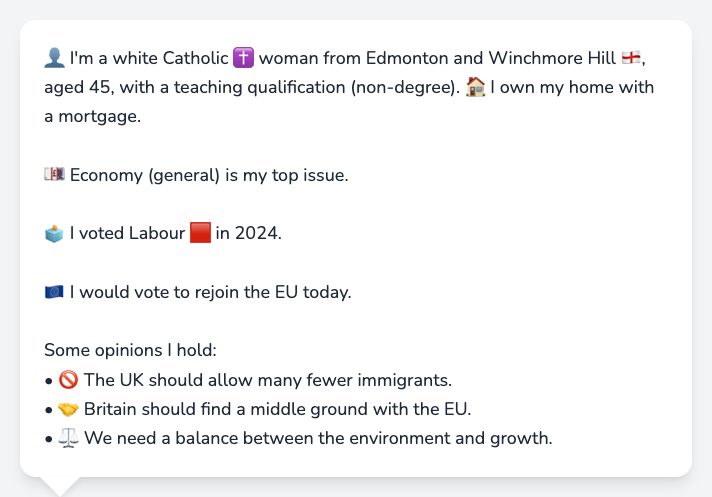 👤 I'm a white Catholic ✝️ woman from Edmonton and Winchmore Hill 🏴󠁧󠁢󠁥󠁮󠁧󠁿,
aged 45, with a teaching qualification (non-degree). 🏠 I own my home with
a mortgage.
💷 Economy (general) is my top issue.
🗳️ I voted Labour 🟥 in 2024.
🇪🇺 I would vote to rejoin the EU today.
Some opinions I hold:
• 🚫 The UK should allow many fewer immigrants.
• 🤝 Britain should find a middle ground with the EU.
• ⚖️ We need a balance between the environment and growth.